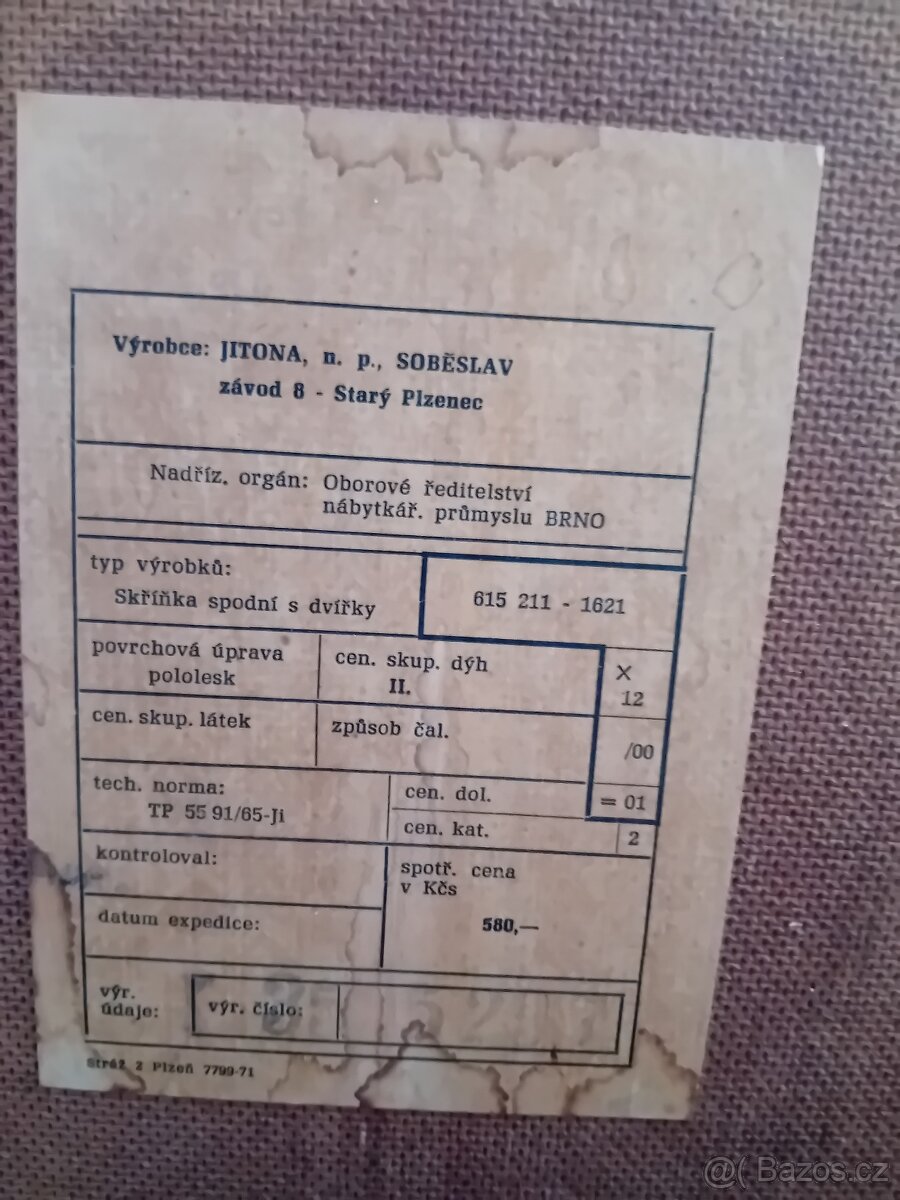 Výrobce: JITONA, n. p., SOBĚSLAV
závod 8 - Starý Plzenec
Nadříz. orgán: Oborové ředitelství
nábytkář. průmyslu BRNO
typ výrobků:
Skříňka spodní s dvířky
615 211 - 1621
povrchová úprava
pololesk
cen. skup. dýh
II.
X
12
cen. skup. látek
způsob čal.
/00
tech. norma:
TP 55 91/65-Ji
cen. dol.
= 01
cen. kat.
2
kontroloval:
spotř. cena
v Kčs
580,—
datum expedice:
výr.
údaje:
výr. číslo:
Stráž 2 Plzeň 7799-71
@( Bazos.cz